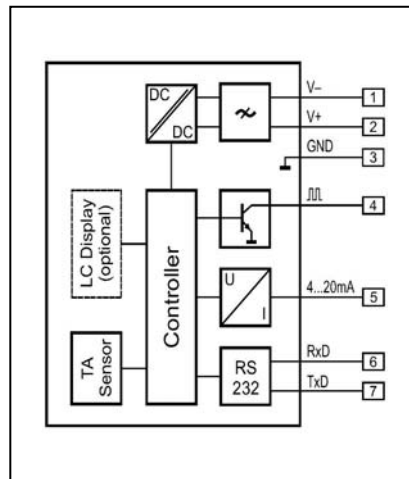 DC
DC
V–
1
V+
2
GND
3
4
LC Display
(optional)
Controller
U
I
4...20mA
5
TA
Sensor
RS
232
RxD
6
TxD
7